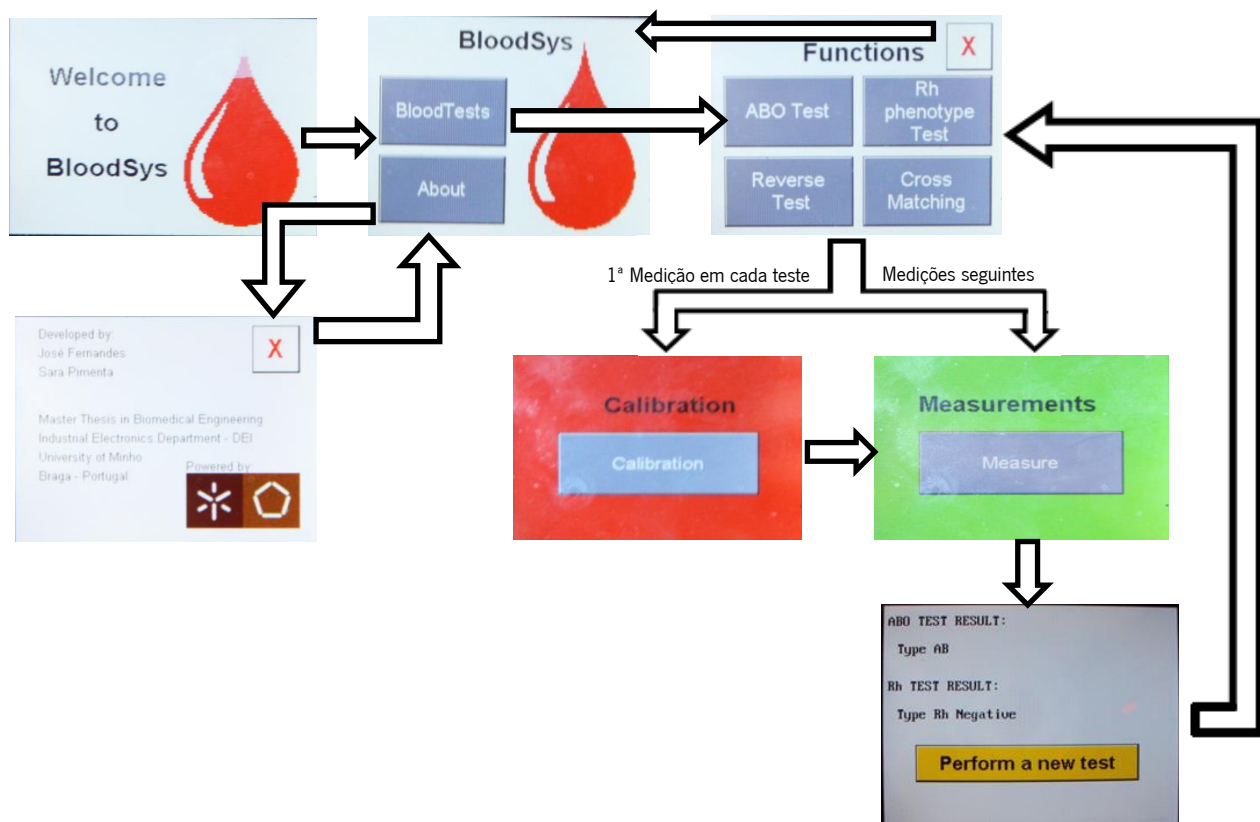 Welcome
to
BloodSys
BloodSys
BloodTests
About
Functions
X
ABO Test
Rh
phenotype
Test
Reverse
Test
Cross
Matching
1ª Medição em cada teste
Medições seguintes
Developed by:
José Fernandes
Sara Pimenta
X
Master Thesis in Biomedical Engineering
Industrial Electronics Department - DEI
University of Minho
Braga - Portugal
Powered by
Calibration
Calibration
Measurements
Measure
ABO TEST RESULT:
Type AB
Rh TEST RESULT:
Type Rh Negative
Perform a new test